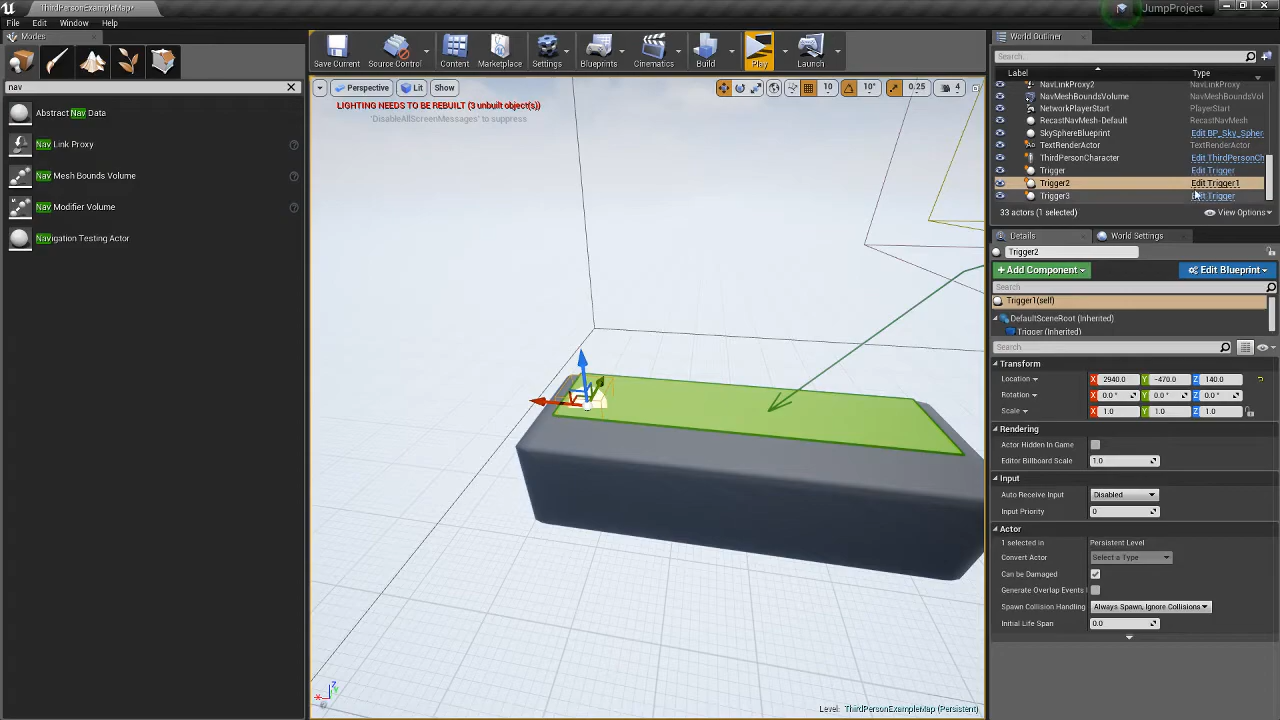 ThirdPersonExampleMap*
JumpProject
File Edit Window Help
Modes
nav
Abstract Nav Data
Nav Link Proxy
Nav Mesh Bounds Volume
Nav Modifier Volume
Navigation Testing Actor
Save Current
Source Control
Content
Marketplace
Settings
Blueprints
Cinematics
Build
Play
Launch
Perspective
Lit
Show
10
10°
0.25
4
LIGHTING NEEDS TO BE REBUILT (3 unbuilt object(s))
'DisableAllScreenMessages' to suppress.
Level: ThirdPersonExampleMap (Persistent)
World Outliner
Search...
Label Type
NavLinkProxy2 NavLinkProxy
NavMeshBoundsVolume NavMeshBoundsVol
NetworkPlayerStart PlayerStart
RecastNavMesh-Default RecastNavMesh
SkySphereBlueprint Edit BP_Sky_Spher
TextRenderActor TextRenderActor
ThirdPersonCharacter Edit ThirdPersonCh
Trigger Edit Trigger
Trigger2 Edit Trigger1
Trigger3 Edit Trigger
33 actors (1 selected) View Options
Details World Settings
Trigger2
+ Add Component Edit Blueprint
Search
Trigger1(self)
DefaultSceneRoot (Inherited)
Trigger (Inherited)
Search
Transform
Location X 2940.0 Y -470.0 Z 140.0
Rotation X 0.0 ° Y 0.0 ° Z 0.0 °
Scale X 1.0 Y 1.0 Z 1.0
Rendering
Actor Hidden In Game
Editor Billboard Scale 1.0
Input
Auto Receive Input Disabled
Input Priority 0
Actor
1 selected in Persistent Level
Convert Actor Select a Type
Can be Damaged
Generate Overlap Events
Spawn Collision Handling Always Spawn, Ignore Collisions
Initial Life Span 0.0